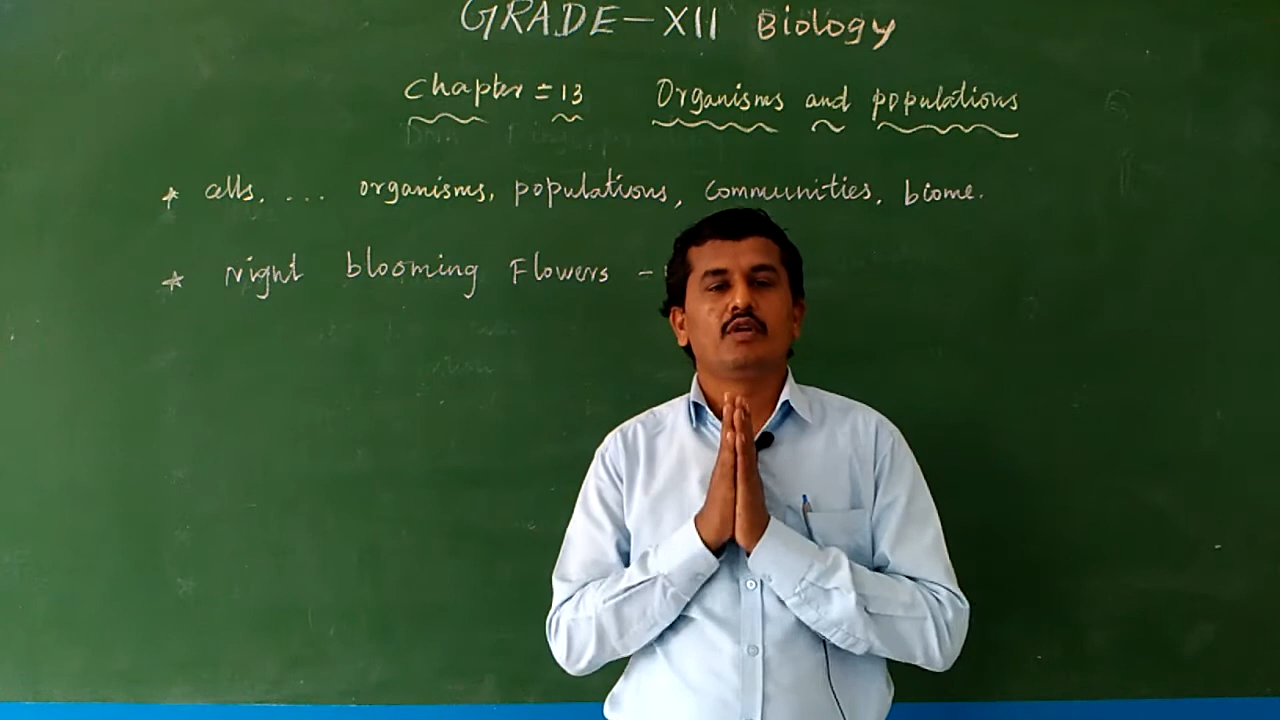 GRADE-XII Biology
Chapter = 13 Organisms and populations
* cells, ... organisms, populations, communities, biome.
* Night blooming Flowers -